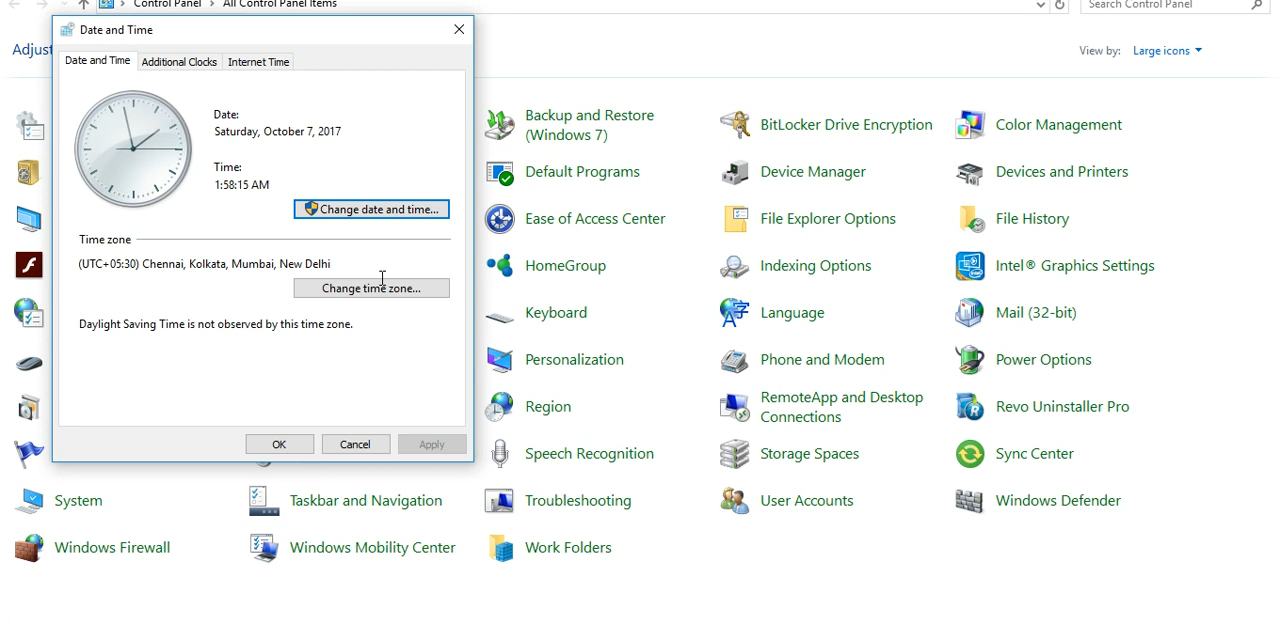 Control Panel > All Control Panel Items
Search Control Panel
Date and Time
Date and Time
Additional Clocks
Internet Time
Date:
Saturday, October 7, 2017
Time:
1:58:15 AM
Change date and time...
Time zone
(UTC+05:30) Chennai, Kolkata, Mumbai, New Delhi
Change time zone...
Daylight Saving Time is not observed by this time zone.
OK
Cancel
Apply
Adjus
View by:
Large icons
Backup and Restore
(Windows 7)
BitLocker Drive Encryption
Color Management
Default Programs
Device Manager
Devices and Printers
Ease of Access Center
File Explorer Options
File History
HomeGroup
Indexing Options
Intel® Graphics Settings
Keyboard
Language
Mail (32-bit)
Personalization
Phone and Modem
Power Options
Region
RemoteApp and Desktop
Connections
Revo Uninstaller Pro
Speech Recognition
Storage Spaces
Sync Center
System
Taskbar and Navigation
Troubleshooting
User Accounts
Windows Defender
Windows Firewall
Windows Mobility Center
Work Folders